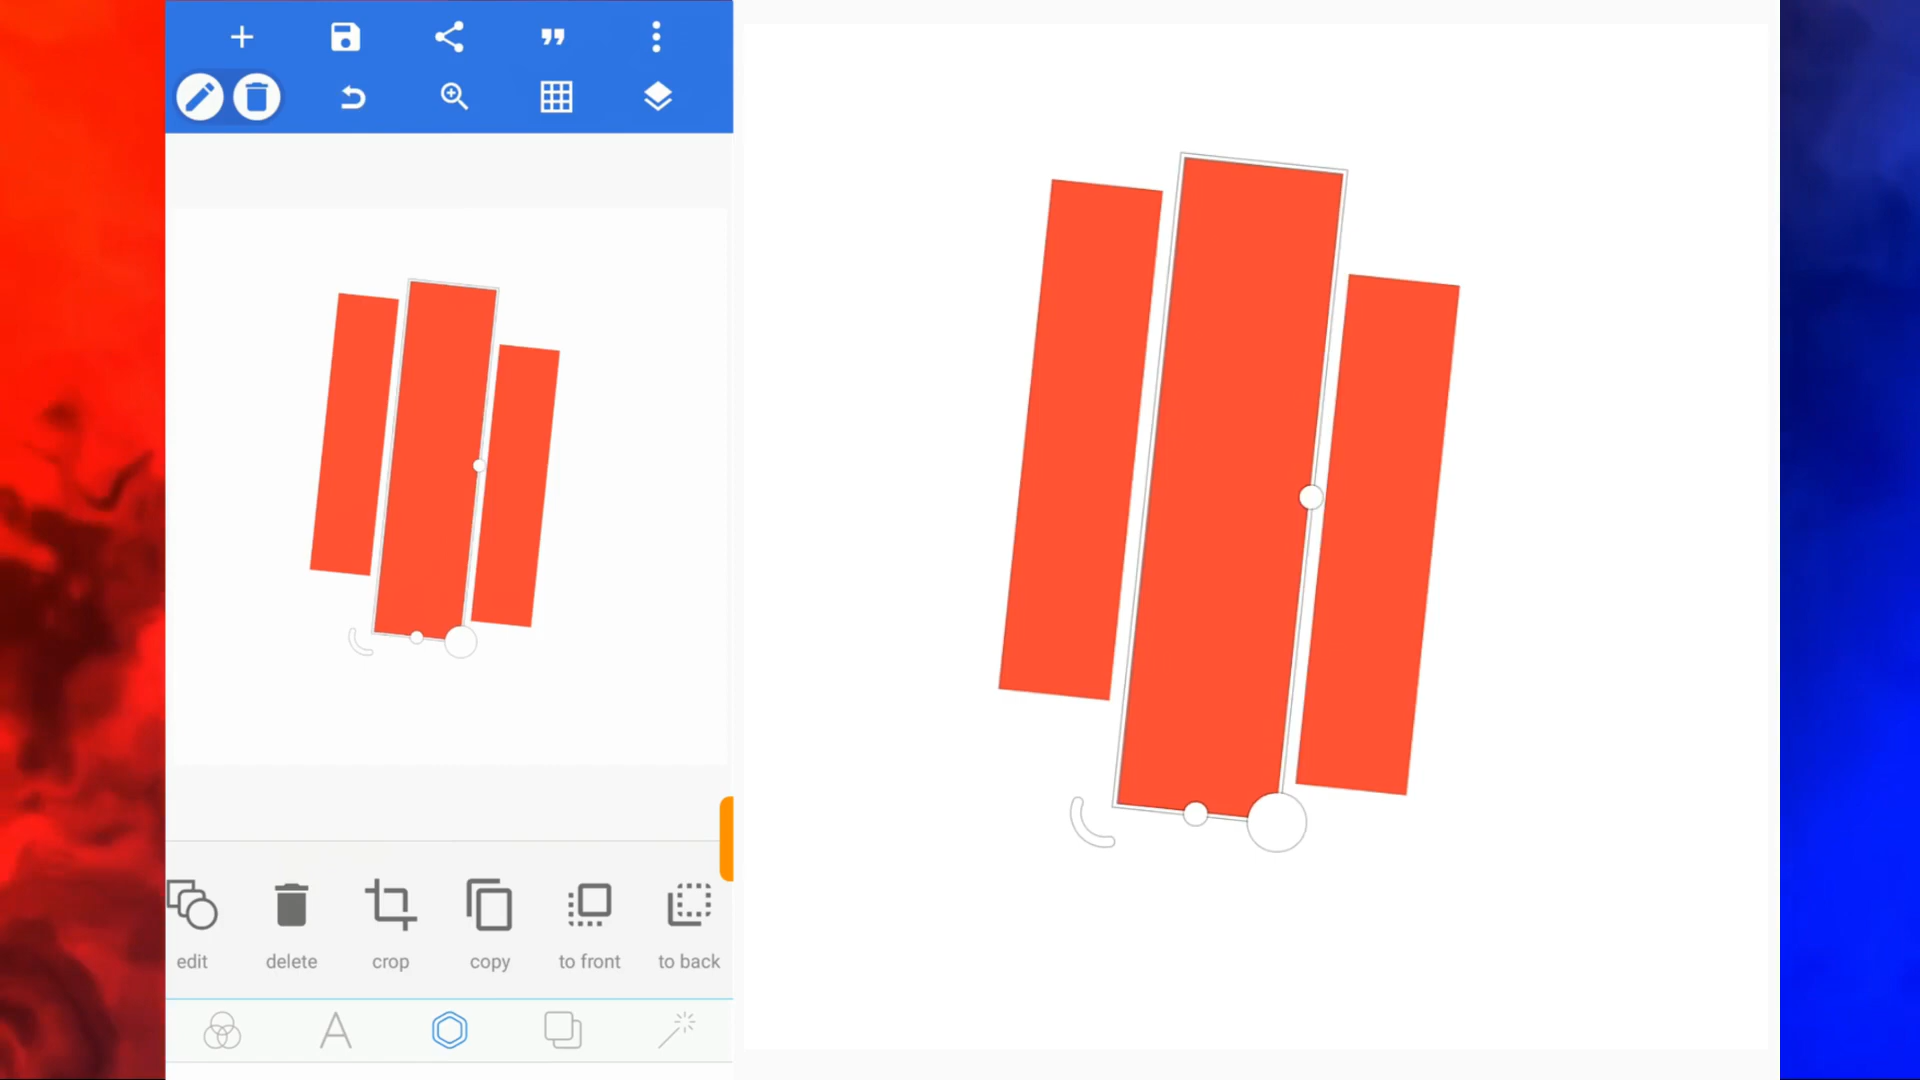 edit
delete
crop
copy
to front
to back